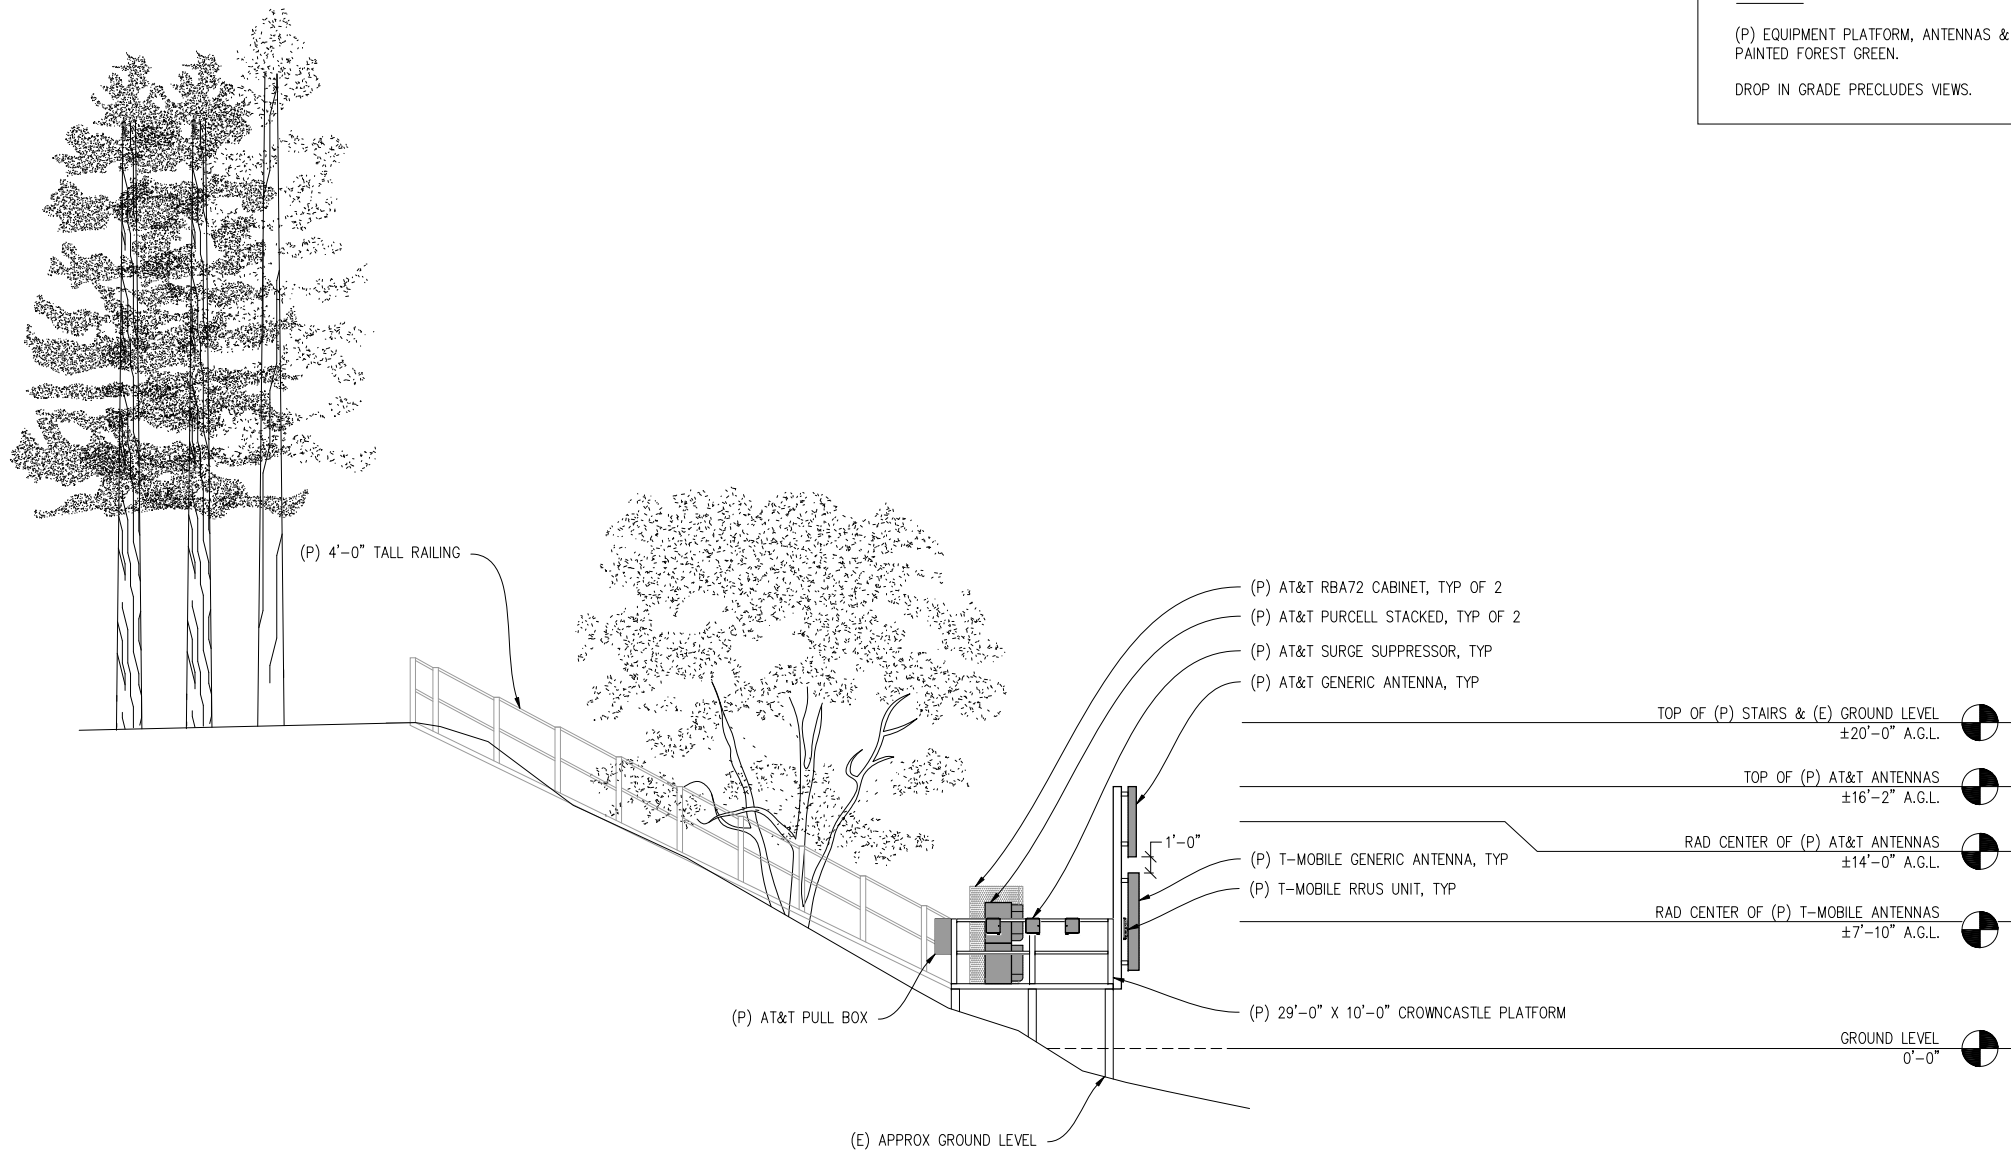 (P) EQUIPMENT PLATFORM, ANTENNAS &
PAINTED FOREST GREEN.
DROP IN GRADE PRECLUDES VIEWS.
(P) 4'-0" TALL RAILING
(P) AT&T RBA72 CABINET, TYP OF 2
(P) AT&T PURCELL STACKED, TYP OF 2
(P) AT&T SURGE SUPPRESSOR, TYP
(P) AT&T GENERIC ANTENNA, TYP
TOP OF (P) STAIRS & (E) GROUND LEVEL
±20'-0" A.G.L.
TOP OF (P) AT&T ANTENNAS
±16'-2" A.G.L.
1'-0"
RAD CENTER OF (P) AT&T ANTENNAS
±14'-0" A.G.L.
(P) T-MOBILE GENERIC ANTENNA, TYP
(P) T-MOBILE RRUS UNIT, TYP
RAD CENTER OF (P) T-MOBILE ANTENNAS
±7'-10" A.G.L.
(P) AT&T PULL BOX
(P) 29'-0" X 10'-0" CROWNCASTLE PLATFORM
GROUND LEVEL
0'-0"
(E) APPROX GROUND LEVEL